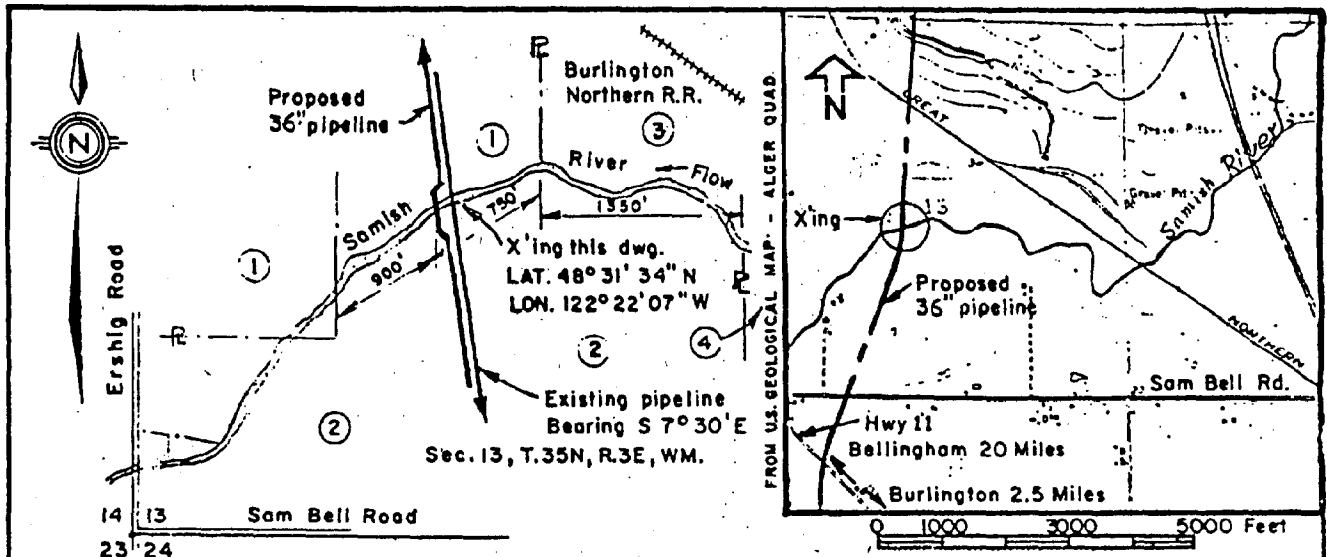 Proposed
36" pipeline
P
Burlington
Northern R.R.
N
1
3
River
Flow
Samish
750'
1350'
X'ing this dwg.
LAT. 48° 31' 34" N
LON. 122° 22' 07" W
900'
1
P
P
4
2
Ershig Road
Existing pipeline
Bearing S 7° 30' E
2
Sec. 13, T.35N, R.3E, WM.
14 13
Sam Bell Road
23 24
FROM U.S. GEOLOGICAL MAP - ALGER QUAD.
N
GREAT
Gravel Pit
Samish River
X'ing
13
Proposed
36" pipeline
NORTHERN
Sam Bell Rd.
Hwy 11
Bellingham 20 Miles
Burlington 2.5 Miles
0 1000 3000 5000 Feet